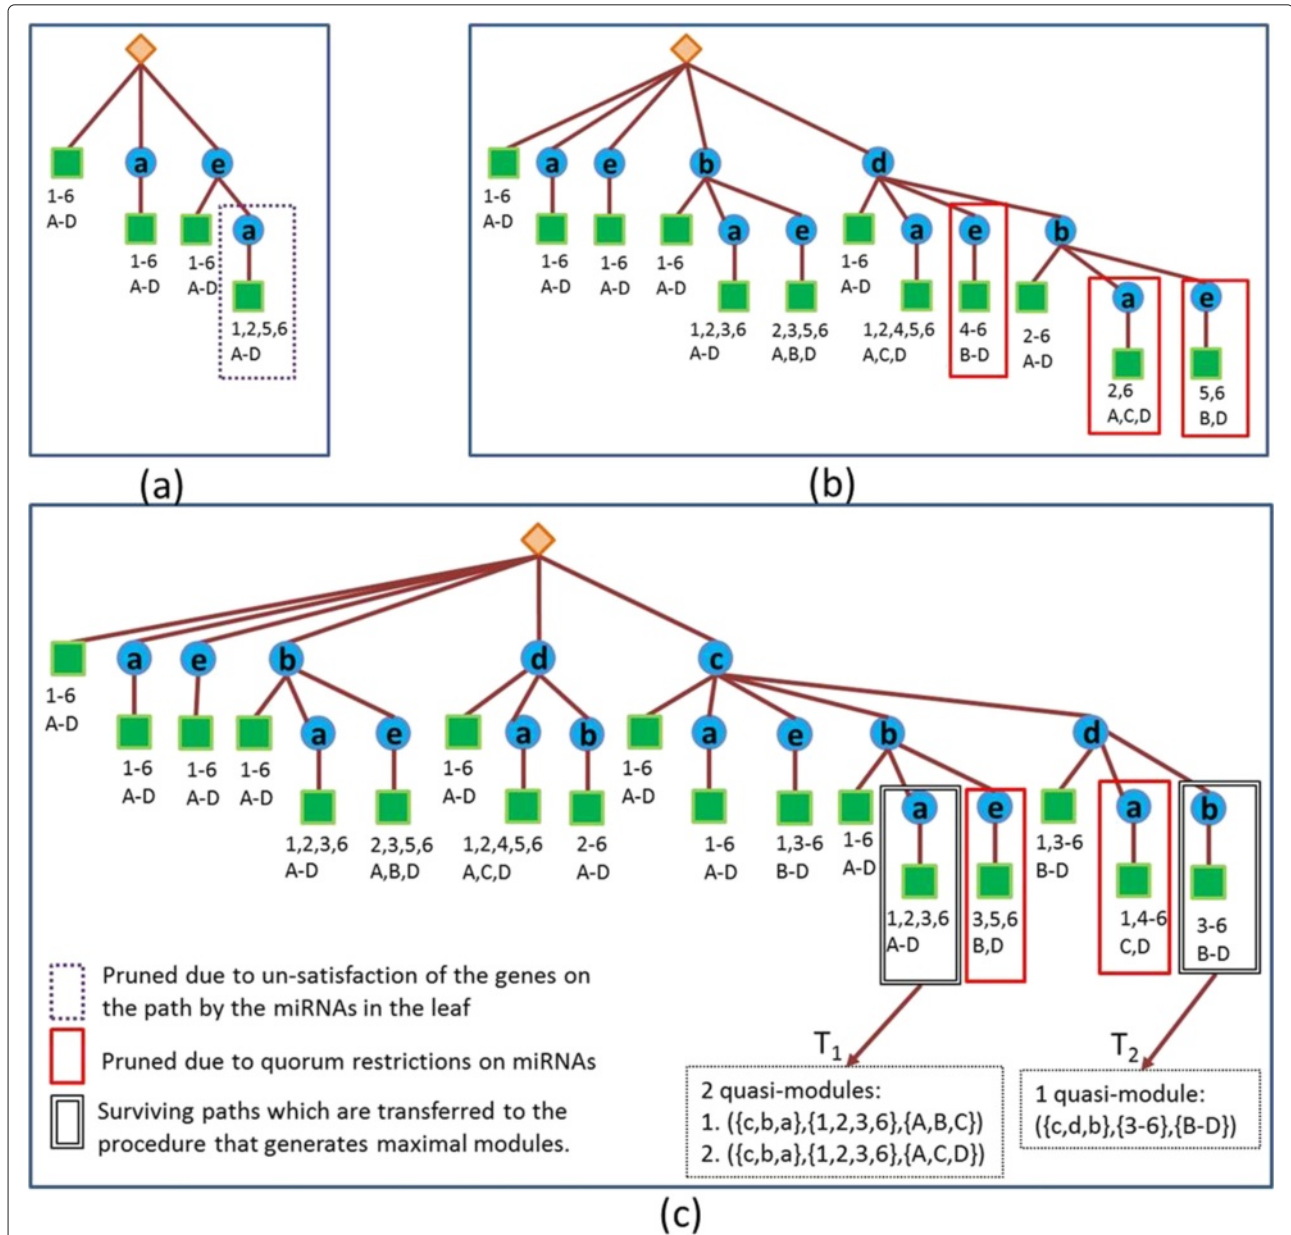 a
e
1-6
A-D
a
1-6
A-D
1-6
A-D
1,2,5,6
A-D
(a)
a
e
b
d
1-6
A-D
a
e
a
e
b
1-6
A-D
1-6
A-D
1-6
A-D
1-6
A-D
a
e
1,2,3,6
A-D
2,3,5,6
A,B,D
1,2,4,5,6
A,C,D
4-6
B-D
2-6
A-D
2,6
A,C,D
5,6
B,D
(b)
a
e
b
d
c
1-6
A-D
a
e
a
b
a
e
b
d
1-6
A-D
1-6
A-D
1-6
A-D
1-6
A-D
1-6
A-D
a
e
a
b
1,2,3,6
A-D
2,3,5,6
A,B,D
1,2,4,5,6
A,C,D
2-6
A-D
1-6
A-D
1,3-6
B-D
1-6
A-D
1,3-6
B-D
1,2,3,6
A-D
3,5,6
B,D
1,4-6
C,D
3-6
B-D
Pruned due to un-satisfaction of the genes on
the path by the miRNAs in the leaf
Pruned due to quorum restrictions on miRNAs
Surviving paths which are transferred to the
procedure that generates maximal modules.
T1
T2
2 quasi-modules:
1. ({c,b,a},{1,2,3,6},{A,B,C})
2. ({c,b,a},{1,2,3,6},{A,C,D})
1 quasi-module:
({c,d,b},{3-6},{B-D})
(c)